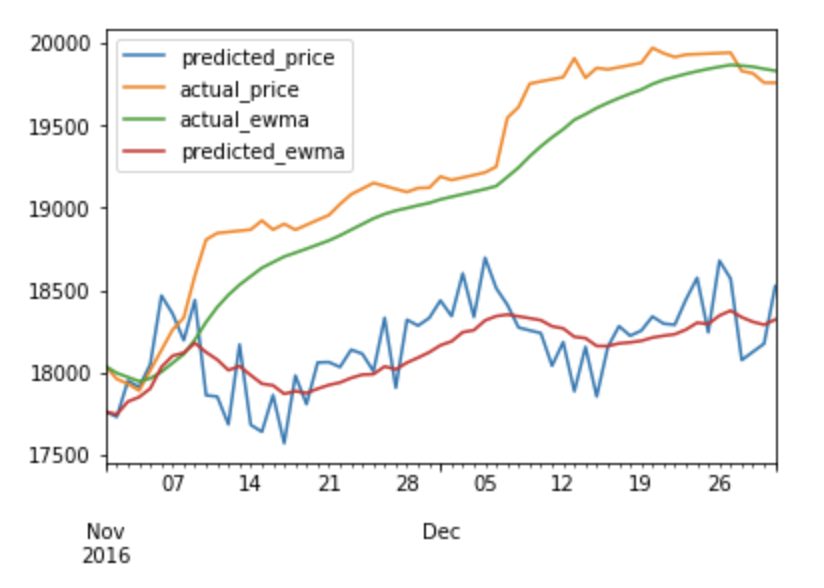 20000
19500
19000
18500
18000
17500
predicted_price
actual_price
actual_ewma
predicted_ewma
07 14 21 28 05 12 19 26
Nov Dec
2016